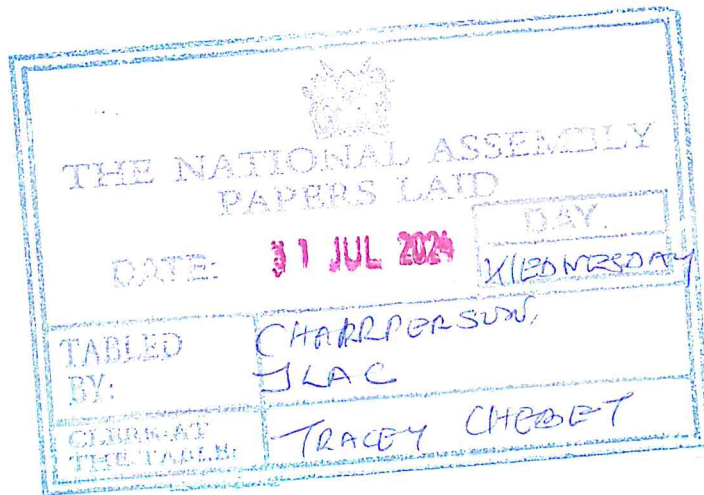 THE NATIONAL ASSEMBLY
PAPERS LAID
DATE: 31 JUL 2024
DAY
WEDNESDAY
TABLED BY:
CHAIRPERSON,
JLAC
CLERK-AT THE-TABLE:
TRACEY CHEBET